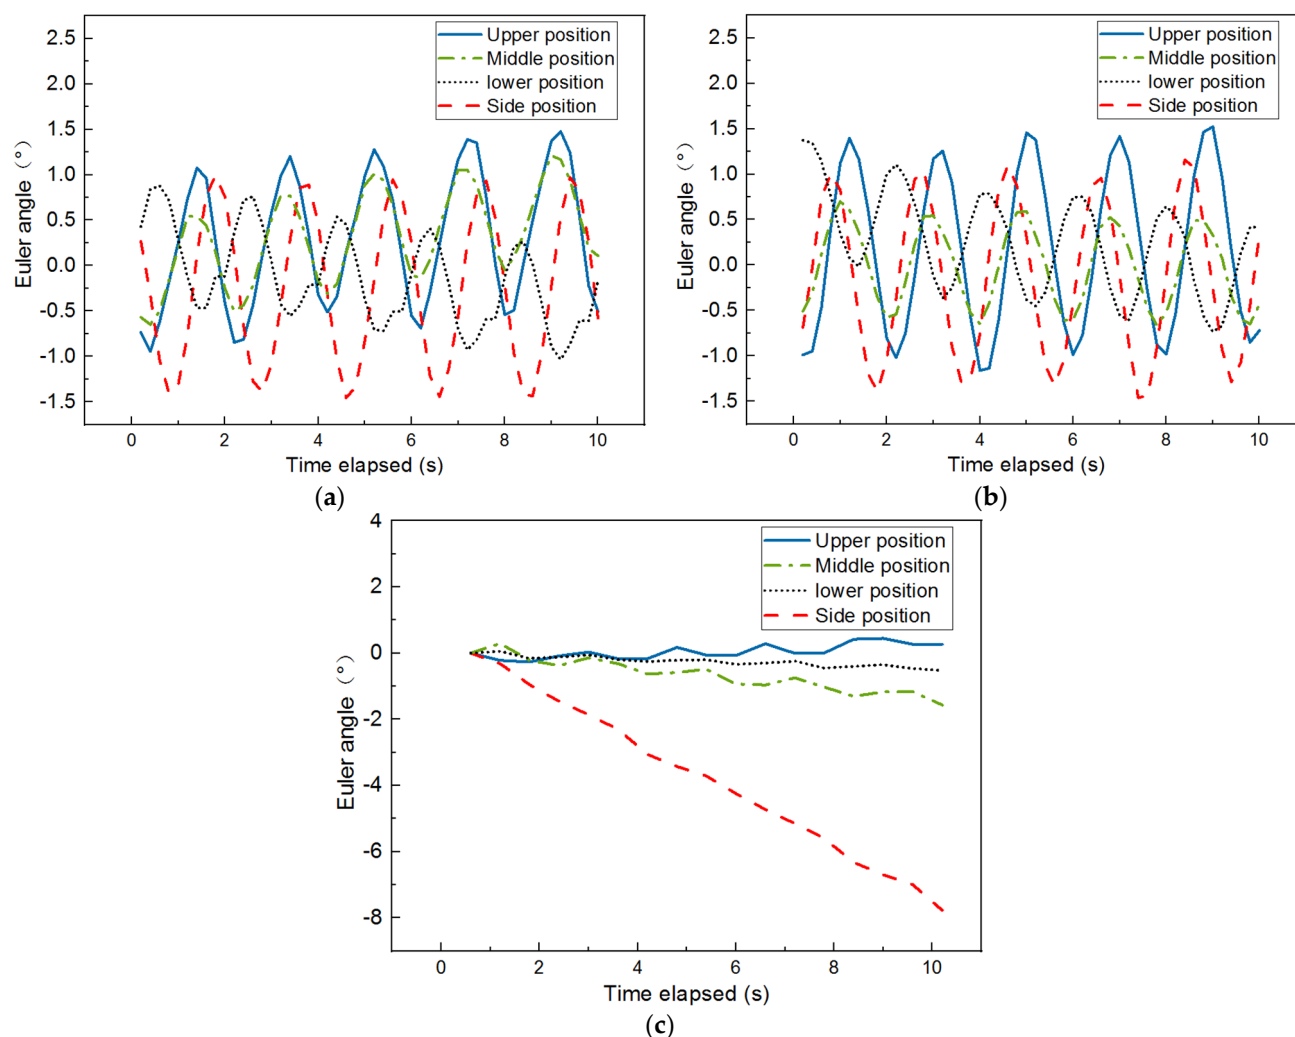 2.5
2.0
1.5
1.0
0.5
0.0
-0.5
-1.0
-1.5
Euler angle (°)
Upper position
Middle position
lower position
Side position
0 2 4 6 8 10
Time elapsed (s)
(a)
2.5
2.0
1.5
1.0
0.5
0.0
-0.5
-1.0
-1.5
Euler angle (°)
Upper position
Middle position
lower position
Side position
0 2 4 6 8 10
Time elapsed (s)
(b)
4
2
0
-2
-4
-6
-8
Euler angle (°)
Upper position
Middle position
lower position
Side position
0 2 4 6 8 10
Time elapsed (s)
(c)